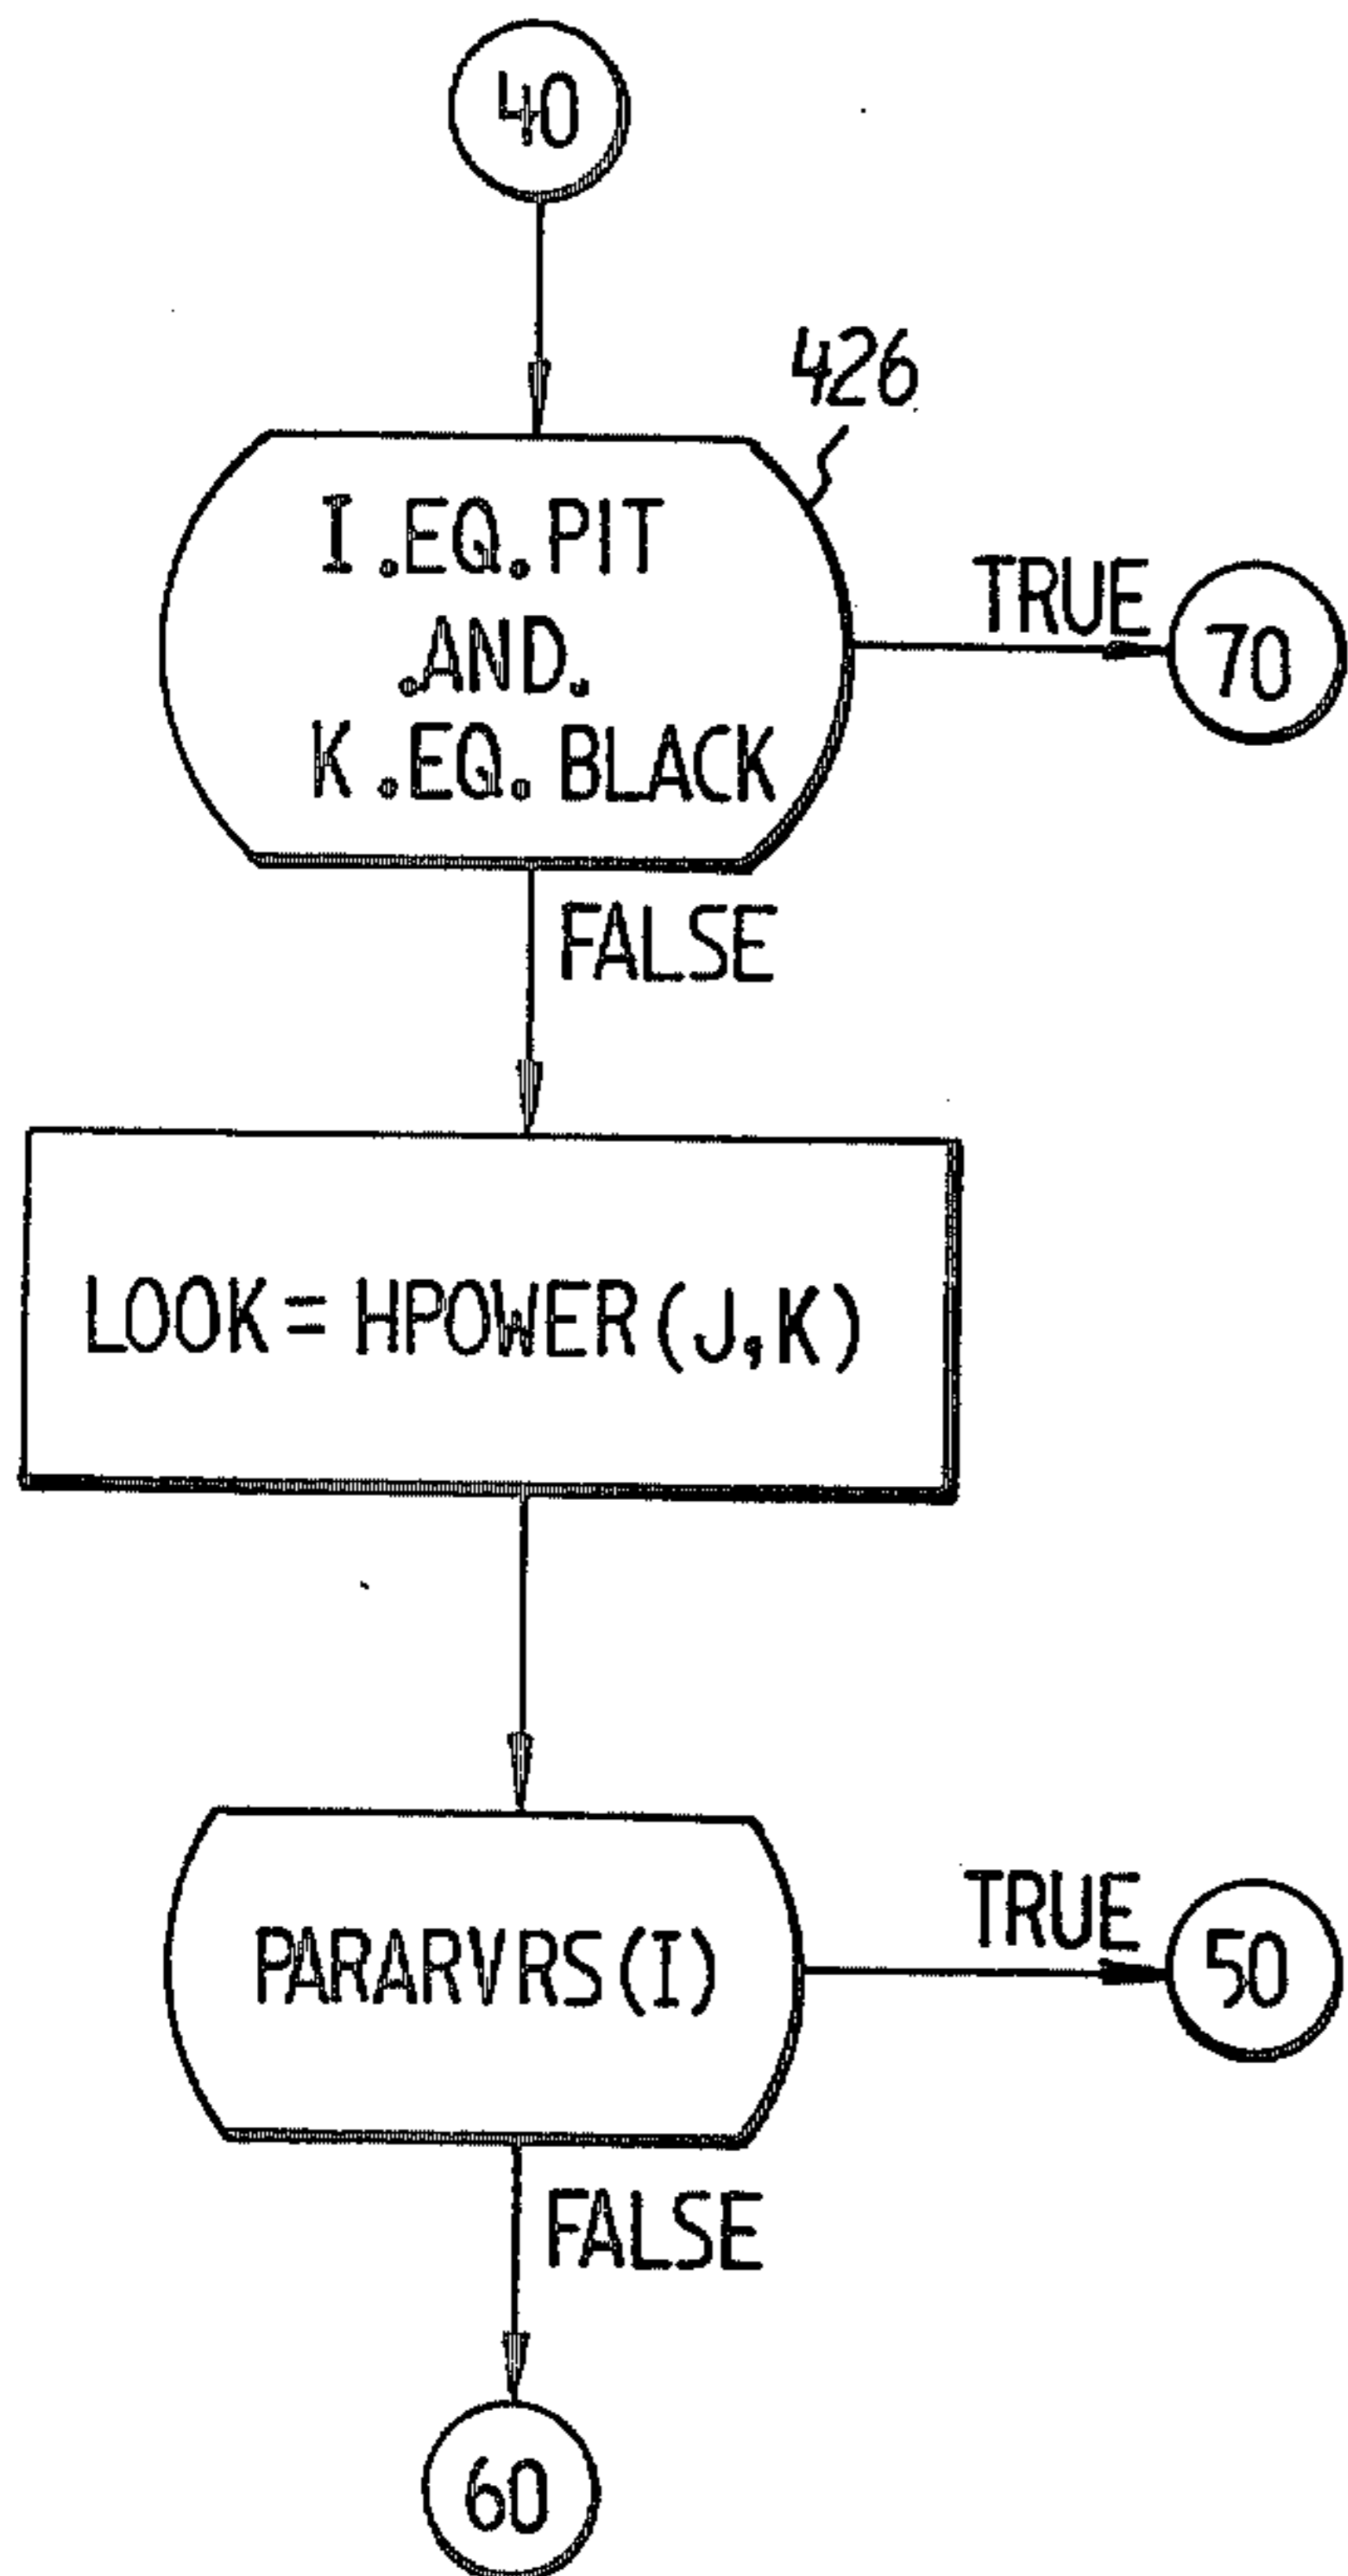 40
426
I .EQ. PIT
.AND.
K .EQ. BLACK
TRUE
70
FALSE
LOOK = HPOWER (J,K)
PARARVRS (I)
TRUE
50
FALSE
60